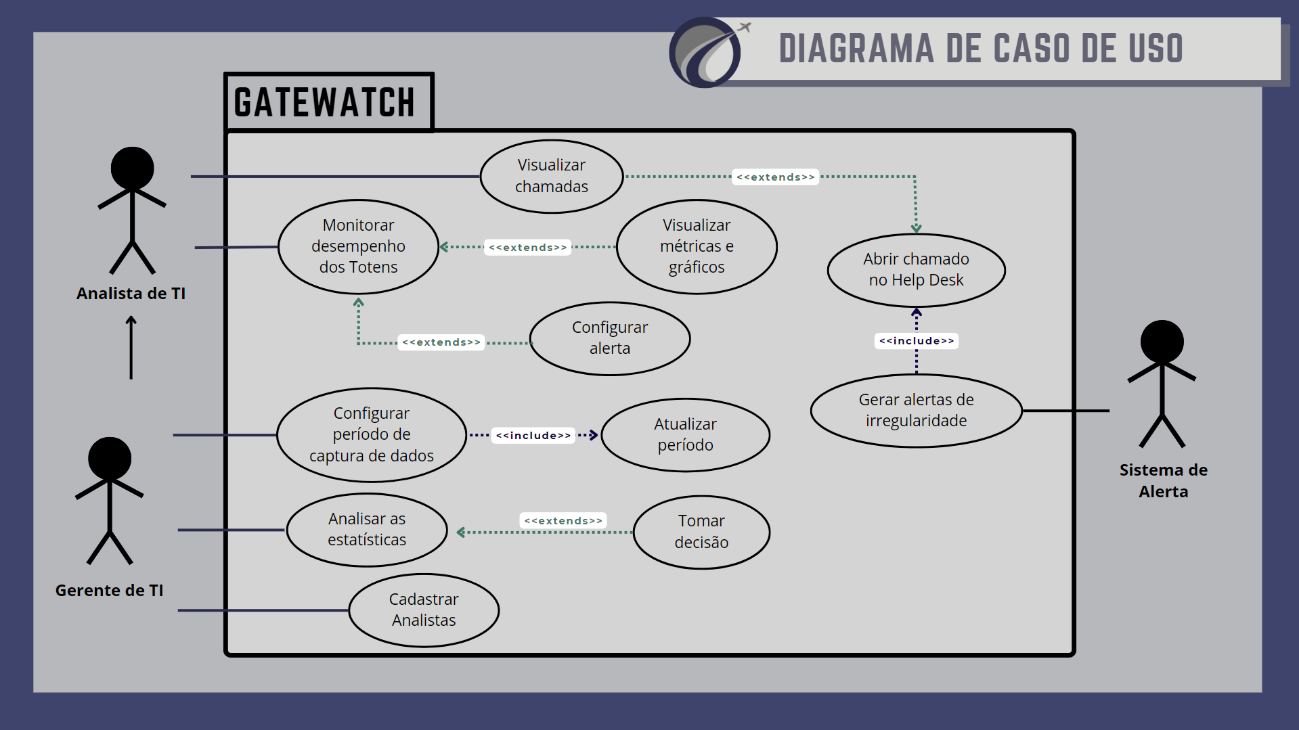 DIAGRAMA DE CASO DE USO
GATEWATCH
Visualizar
chamadas
<<extends>>
Monitorar
desempenho
dos Totens
<<extends>>
Visualizar
métricas e
gráficos
Abrir chamado
no Help Desk
Analista de TI
<<extends>>
Configurar
alerta
<<include>>
Gerar alertas de
irregularidade
Configurar
período de
captura de dados
<<include>>
Atualizar
período
Sistema de
Alerta
Analisar as
estatísticas
<<extends>>
Tomar
decisão
Gerente de TI
Cadastrar
Analistas